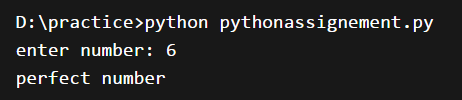 D:\practice>python pythonassignement.py
enter number: 6
perfect number